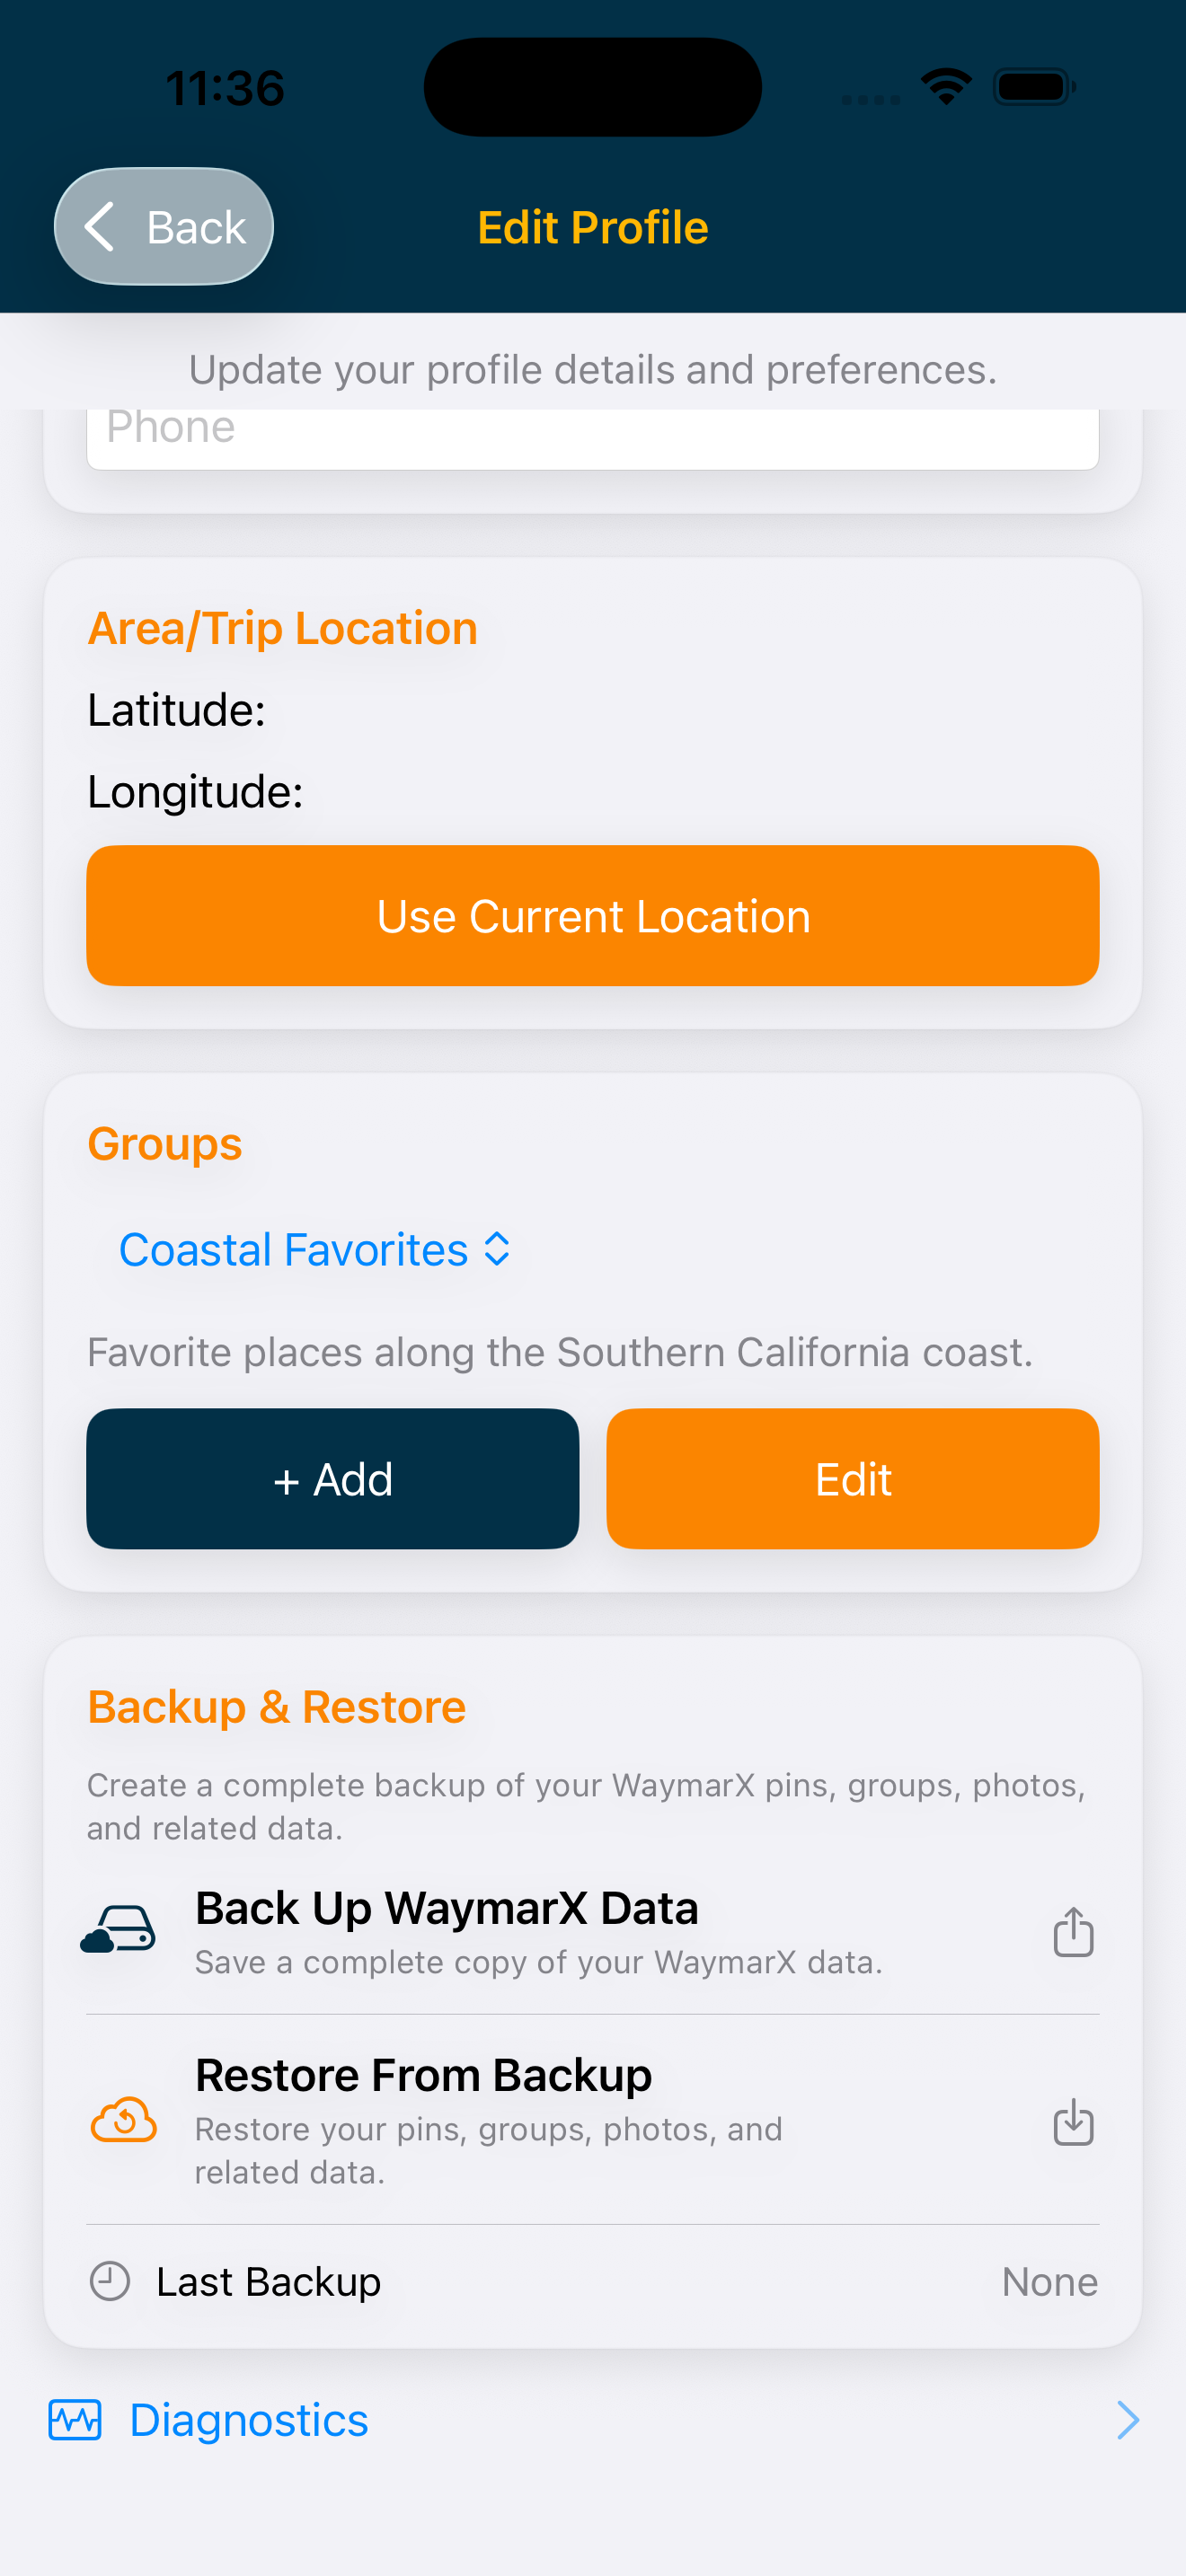 11:36
Back
Edit Profile
Update your profile details and preferences.
Phone
Area/Trip Location
Latitude:
Longitude:
Use Current Location
Groups
Coastal Favorites
Favorite places along the Southern California coast.
+ Add
Edit
Backup & Restore
Create a complete backup of your WaymarX pins, groups, photos,
and related data.
Back Up WaymarX Data
Save a complete copy of your WaymarX data.
Restore From Backup
Restore your pins, groups, photos, and
related data.
Last Backup
None
Diagnostics